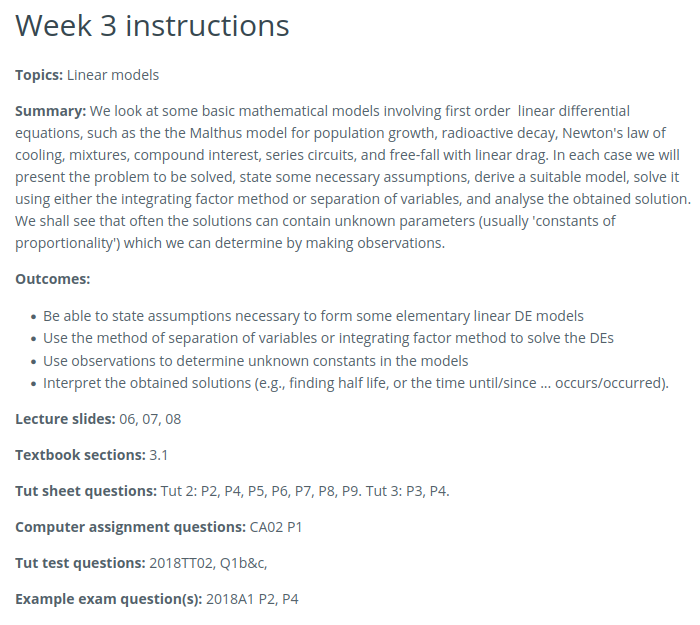 Week 3 instructions
Topics: Linear models
Summary: We look at some basic mathematical models involving first order  linear differential
equations, such as the the Malthus model for population growth, radioactive decay, Newton's law of
cooling, mixtures, compound interest, series circuits, and free-fall with linear drag. In each case we will
present the problem to be solved, state some necessary assumptions, derive a suitable model, solve it
using either the integrating factor method or separation of variables, and analyse the obtained solution.
We shall see that often the solutions can contain unknown parameters (usually 'constants of
proportionality') which we can determine by making observations.
Outcomes:
• Be able to state assumptions necessary to form some elementary linear DE models
• Use the method of separation of variables or integrating factor method to solve the DEs
• Use observations to determine unknown constants in the models
• Interpret the obtained solutions (e.g., finding half life, or the time until/since ... occurs/occurred).
Lecture slides: 06, 07, 08
Textbook sections: 3.1
Tut sheet questions: Tut 2: P2, P4, P5, P6, P7, P8, P9. Tut 3: P3, P4.
Computer assignment questions: CA02 P1
Tut test questions: 2018TT02, Q1b&c,
Example exam question(s): 2018A1 P2, P4